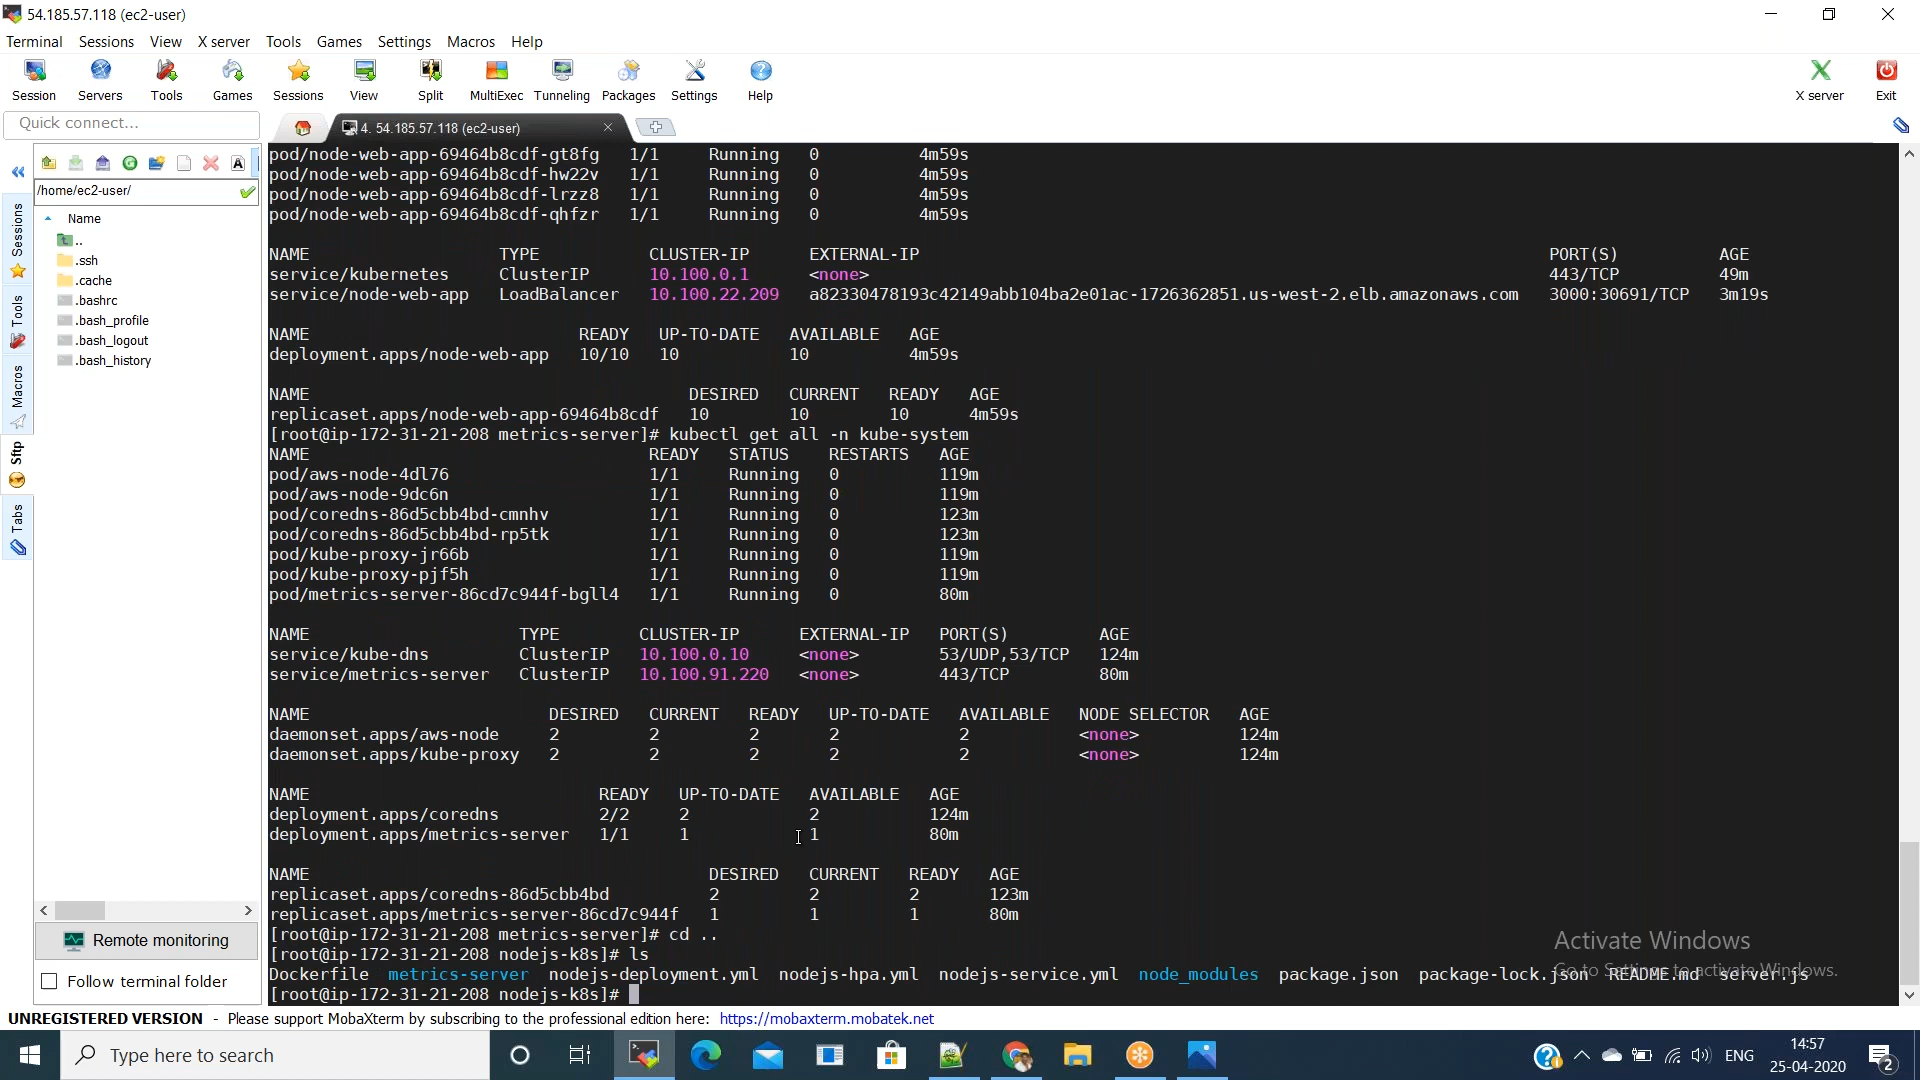 54.185.57.118 (ec2-user)
Terminal Sessions View X server Tools Games Settings Macros Help
Session Servers Tools Games Sessions View Split MultiExec Tunneling Packages Settings Help X server Exit
Quick connect...
4. 54.185.57.118 (ec2-user)
/home/ec2-user/
Name
..
.ssh
.cache
.bashrc
.bash_profile
.bash_logout
.bash_history
Sessions
Tools
Macros
Sftp
Tabs
Remote monitoring
Follow terminal folder
pod/node-web-app-69464b8cdf-gt8fg 1/1 Running 0 4m59s
pod/node-web-app-69464b8cdf-hw22v 1/1 Running 0 4m59s
pod/node-web-app-69464b8cdf-lrzz8 1/1 Running 0 4m59s
pod/node-web-app-69464b8cdf-qhfzr 1/1 Running 0 4m59s
NAME TYPE CLUSTER-IP EXTERNAL-IP PORT(S) AGE
service/kubernetes ClusterIP 10.100.0.1 <none> 443/TCP 49m
service/node-web-app LoadBalancer 10.100.22.209 a82330478193c42149abb104ba2e01ac-1726362851.us-west-2.elb.amazonaws.com 3000:30691/TCP 3m19s
NAME READY UP-TO-DATE AVAILABLE AGE
deployment.apps/node-web-app 10/10 10 10 4m59s
NAME DESIRED CURRENT READY AGE
replicaset.apps/node-web-app-69464b8cdf 10 10 10 4m59s
[root@ip-172-31-21-208 metrics-server]# kubectl get all -n kube-system
NAME READY STATUS RESTARTS AGE
pod/aws-node-4dl76 1/1 Running 0 119m
pod/aws-node-9dc6n 1/1 Running 0 119m
pod/coredns-86d5cbb4bd-cmnhv 1/1 Running 0 123m
pod/coredns-86d5cbb4bd-rp5tk 1/1 Running 0 123m
pod/kube-proxy-jr66b 1/1 Running 0 119m
pod/kube-proxy-pjf5h 1/1 Running 0 119m
pod/metrics-server-86cd7c944f-bgll4 1/1 Running 0 80m
NAME TYPE CLUSTER-IP EXTERNAL-IP PORT(S) AGE
service/kube-dns ClusterIP 10.100.0.10 <none> 53/UDP,53/TCP 124m
service/metrics-server ClusterIP 10.100.91.220 <none> 443/TCP 80m
NAME DESIRED CURRENT READY UP-TO-DATE AVAILABLE NODE SELECTOR AGE
daemonset.apps/aws-node 2 2 2 2 2 <none> 124m
daemonset.apps/kube-proxy 2 2 2 2 2 <none> 124m
NAME READY UP-TO-DATE AVAILABLE AGE
deployment.apps/coredns 2/2 2 2 124m
deployment.apps/metrics-server 1/1 1 1 80m
NAME DESIRED CURRENT READY AGE
replicaset.apps/coredns-86d5cbb4bd 2 2 2 123m
replicaset.apps/metrics-server-86cd7c944f 1 1 1 80m
[root@ip-172-31-21-208 metrics-server]# cd ..
[root@ip-172-31-21-208 nodejs-k8s]# ls
Dockerfile metrics-server nodejs-deployment.yml nodejs-hpa.yml nodejs-service.yml node_modules package.json package-lock.json README.md server.js
[root@ip-172-31-21-208 nodejs-k8s]#
Activate Windows
Go to Settings to activate Windows.
UNREGISTERED VERSION - Please support MobaXterm by subscribing to the professional edition here: https://mobaxterm.mobatek.net
Type here to search
ENG
14:57
25-04-2020
2